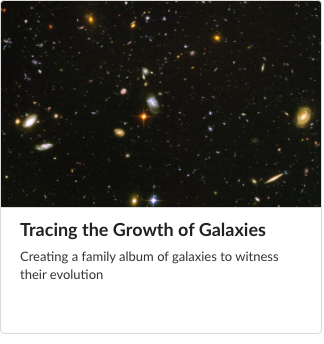 Tracing the Growth of Galaxies
Creating a family album of galaxies to witness
their evolution